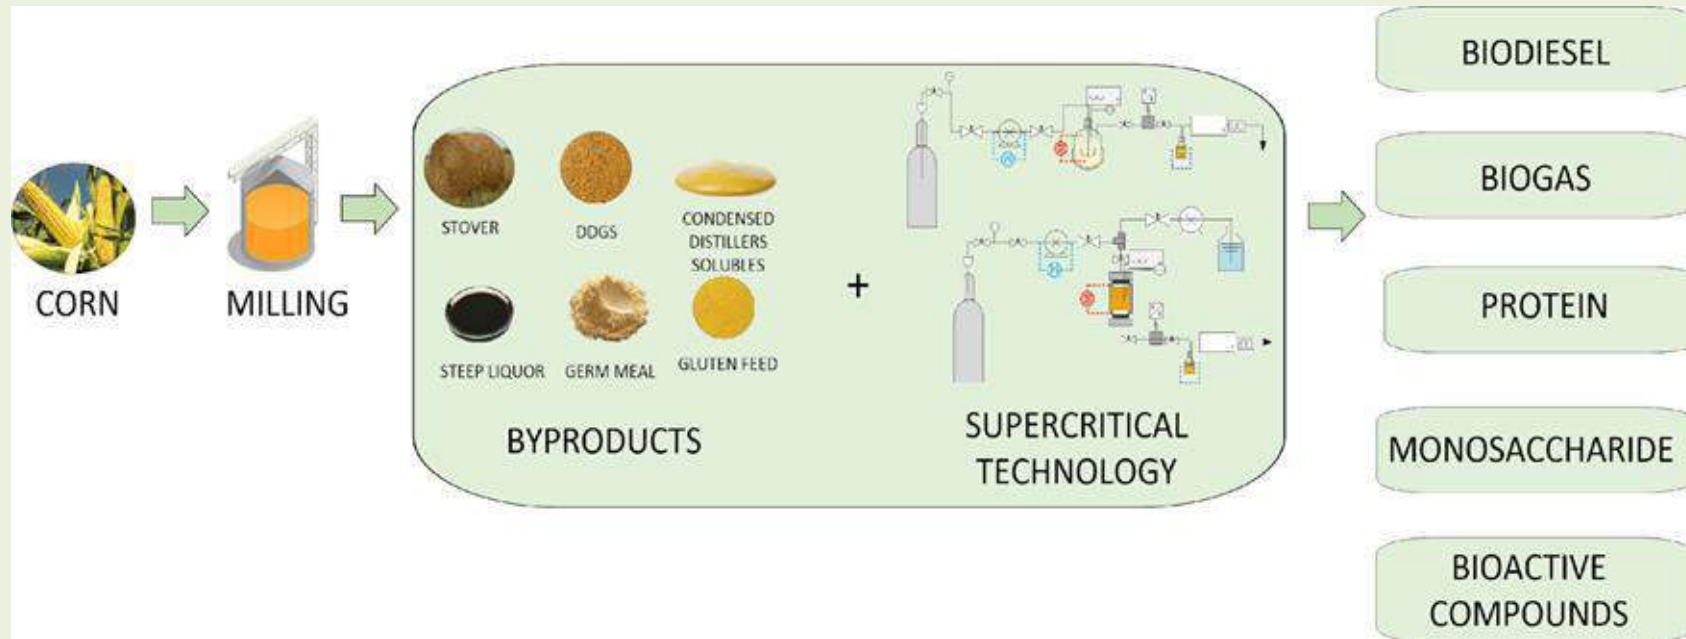 CORN
MILLING
STOVER
DDGS
CONDENSED
DISTILLERS
SOLUBLES
STEEP LIQUOR
GERM MEAL
GLUTEN FEED
BYPRODUCTS
+
SUPERCRITICAL
TECHNOLOGY
BIODIESEL
BIOGAS
PROTEIN
MONOSACCHARIDE
BIOACTIVE
COMPOUNDS